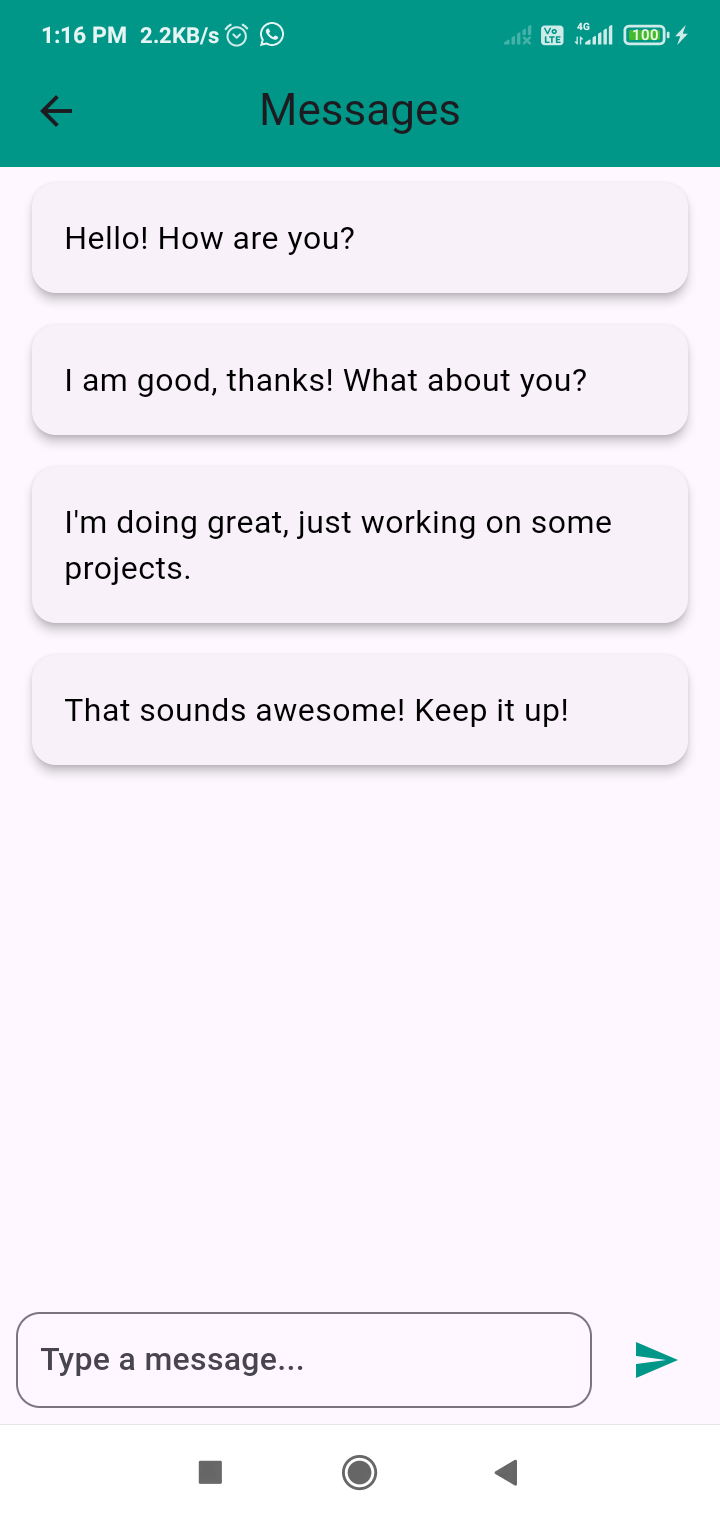 1:16 PM 2.2KB/s Vo LTE 4G 100
Messages
Hello! How are you?
I am good, thanks! What about you?
I'm doing great, just working on some
projects.
That sounds awesome! Keep it up!
Type a message...